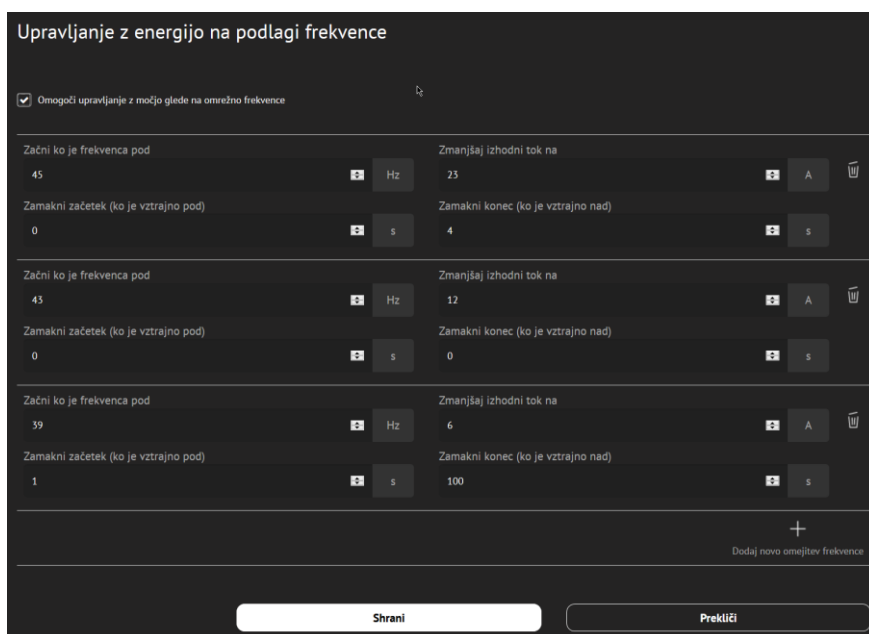 Upravljanje z energijo na podlagi frekvence
Omogoči upravljanje z močjo glede na omrežno frekvence
Začni ko je frekvenca pod
Zmanjšaj izhodni tok na
45 Hz
23 A
Zamakni začetek (ko je vztrajno pod)
Zamakni konec (ko je vztrajno nad)
0 s
4 s
Začni ko je frekvenca pod
Zmanjšaj izhodni tok na
43 Hz
12 A
Zamakni začetek (ko je vztrajno pod)
Zamakni konec (ko je vztrajno nad)
0 s
0 s
Začni ko je frekvenca pod
Zmanjšaj izhodni tok na
39 Hz
6 A
Zamakni začetek (ko je vztrajno pod)
Zamakni konec (ko je vztrajno nad)
1 s
100 s
Dodaj novo omejitev frekvence
Shrani
Prekliči